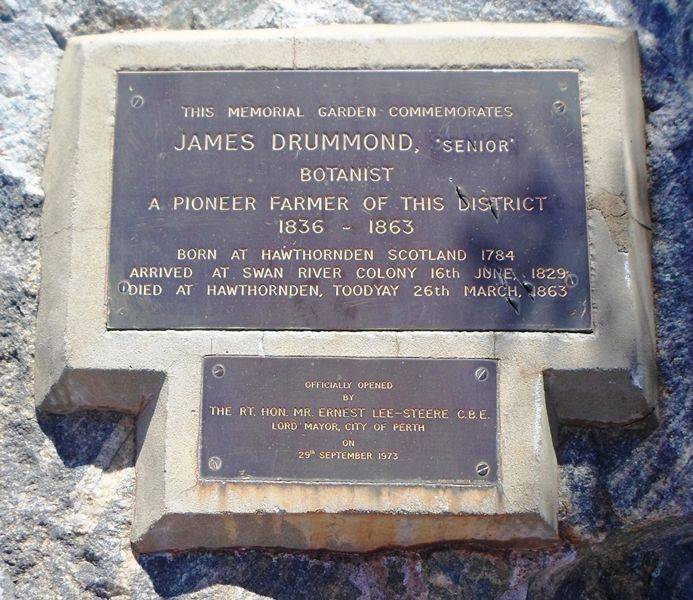 THIS MEMORIAL GARDEN COMMEMORATES
JAMES DRUMMOND, "SENIOR"
BOTANIST
A PIONEER FARMER OF THIS DISTRICT
1836 - 1863
BORN AT HAWTHORNDEN SCOTLAND 1784
ARRIVED AT SWAN RIVER COLONY 16th JUNE, 1829
DIED AT HAWTHORNDEN, TOODYAY 26th MARCH, 1863
OFFICIALLY OPENED
BY
THE RT. HON. MR. ERNEST LEE-STEERE C.B.E.
LORD MAYOR, CITY OF PERTH
ON
29th SEPTEMBER 1973